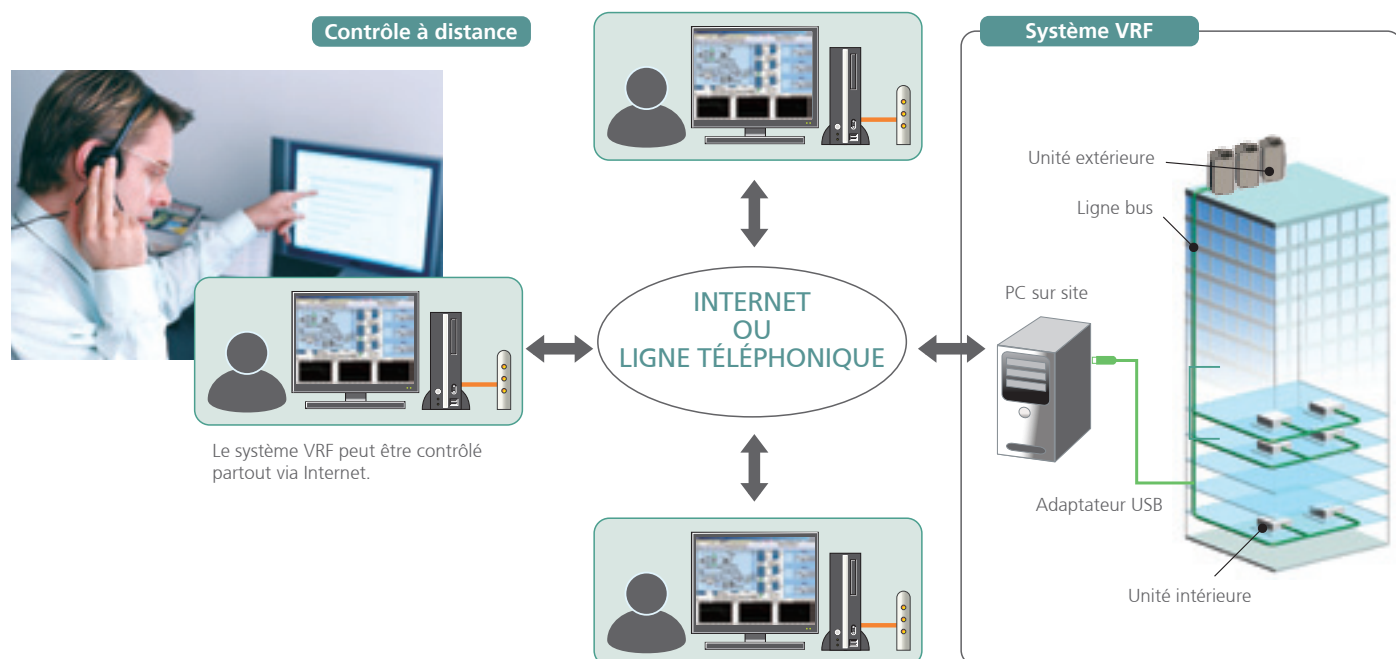 Contrôle à distance
Système VRF
Unité extérieure
Ligne bus
PC sur site
INTERNET
OU
LIGNE TÉLÉPHONIQUE
Le système VRF peut être contrôlé
partout via Internet.
Adaptateur USB
Unité intérieure